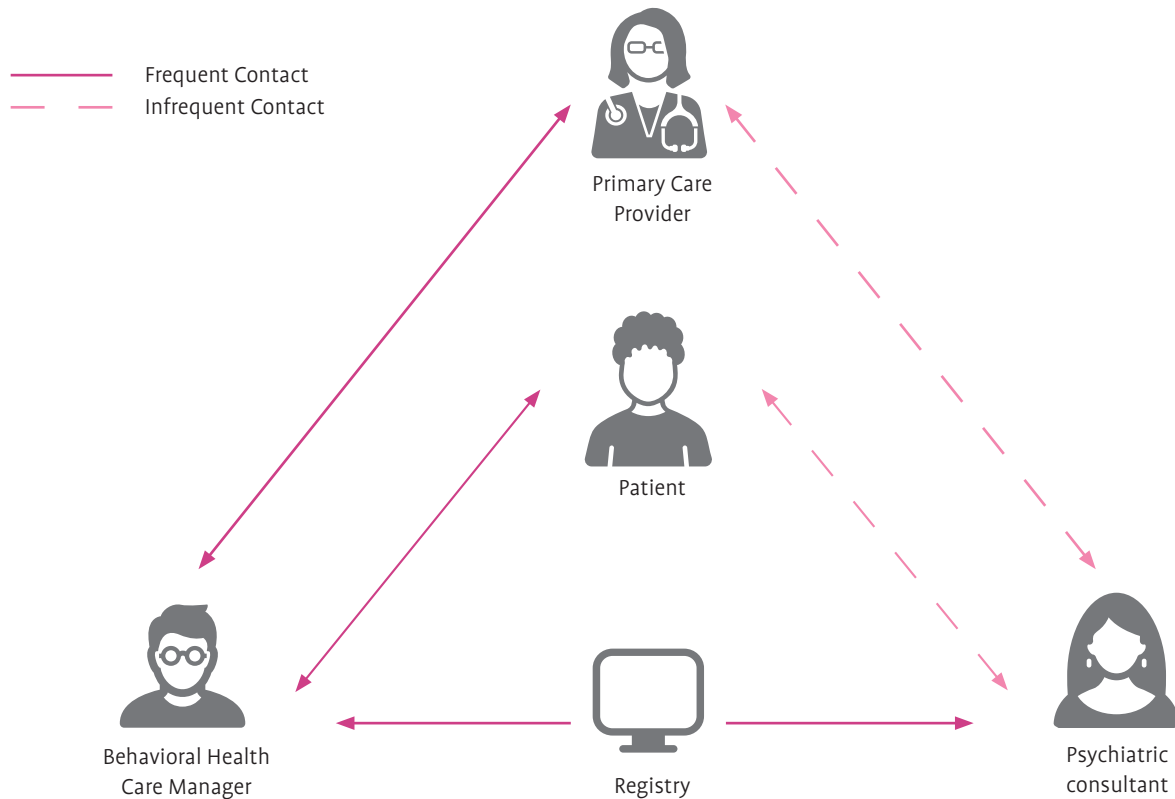 Frequent Contact
Infrequent Contact
Primary Care
Provider
Patient
Behavioral Health
Care Manager
Registry
Psychiatric
consultant